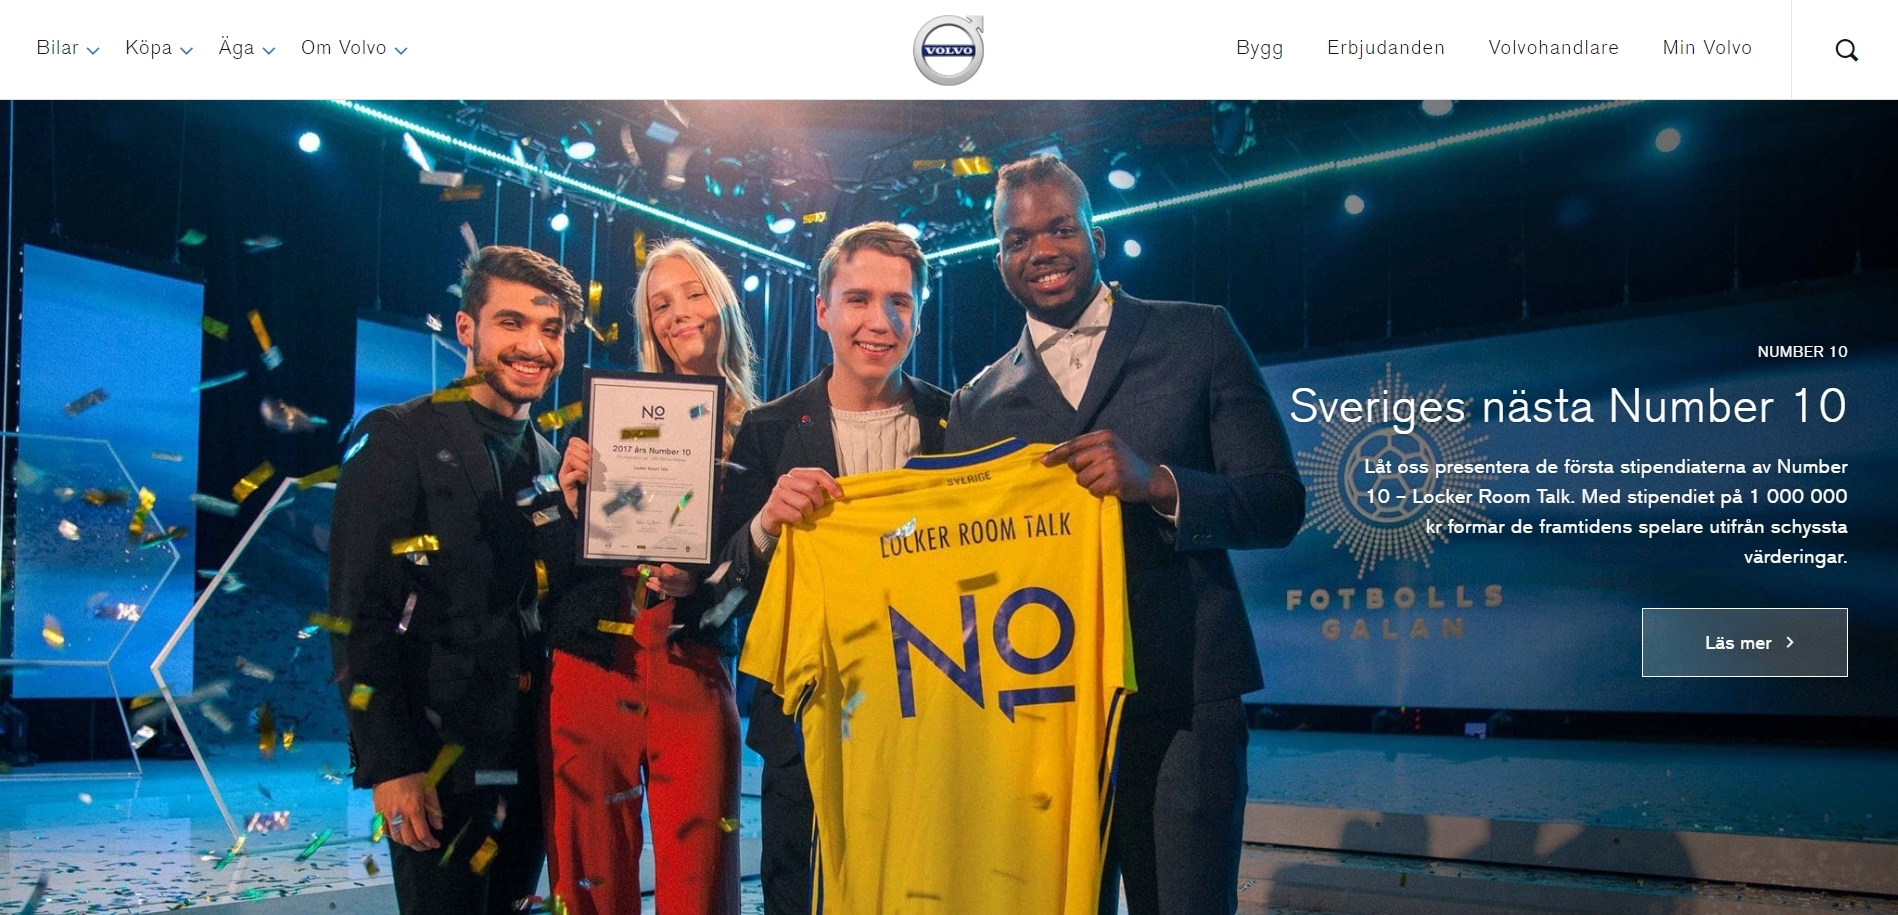 Bilar
Köpa
Äga
Om Volvo
VOLVO
Bygg
Erbjudanden
Volvohandlare
Min Volvo
NUMBER 10
Sveriges nästa Number 10
Låt oss presentera de första stipendiaterna av Number
10 – Locker Room Talk. Med stipendiet på 1 000 000
kr formar de framtidens spelare utifrån schyssta
värderingar.
Läs mer
No
2017 års Number 10
Locker Room Talk
SVERIGE
LOCKER ROOM TALK
No
10
FOTBOLLS
GALAN